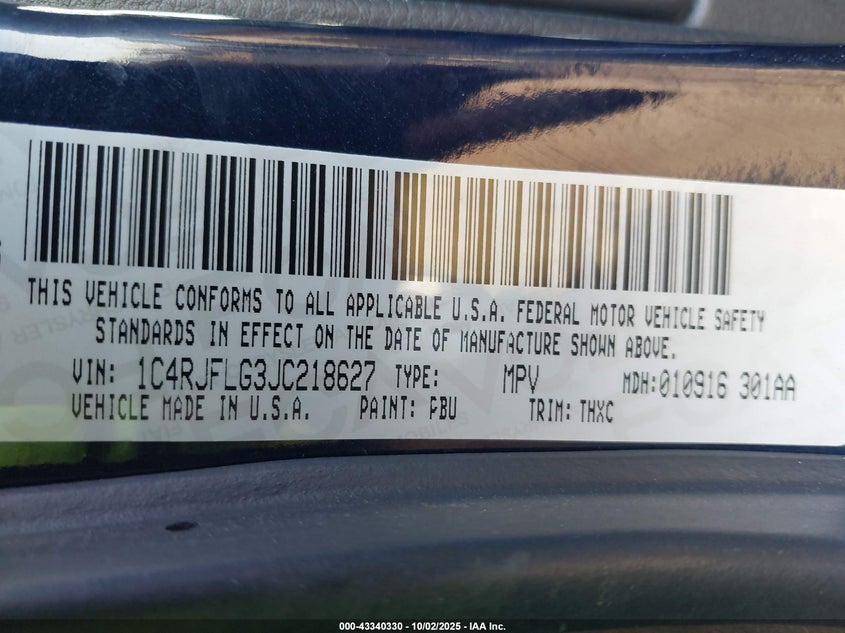 THIS VEHICLE CONFORMS TO ALL APPLICABLE U.S.A. FEDERAL MOTOR VEHICLE SAFETY
STANDARDS IN EFFECT ON THE DATE OF MANUFACTURE SHOWN ABOVE.
VIN: 1C4RJFLG3JC218627 TYPE: MPV MDH:010916 301AA
VEHICLE MADE IN U.S.A. PAINT: PBU TRIM: THXC
000-43340330 - 10/02/2025 - IAA Inc.